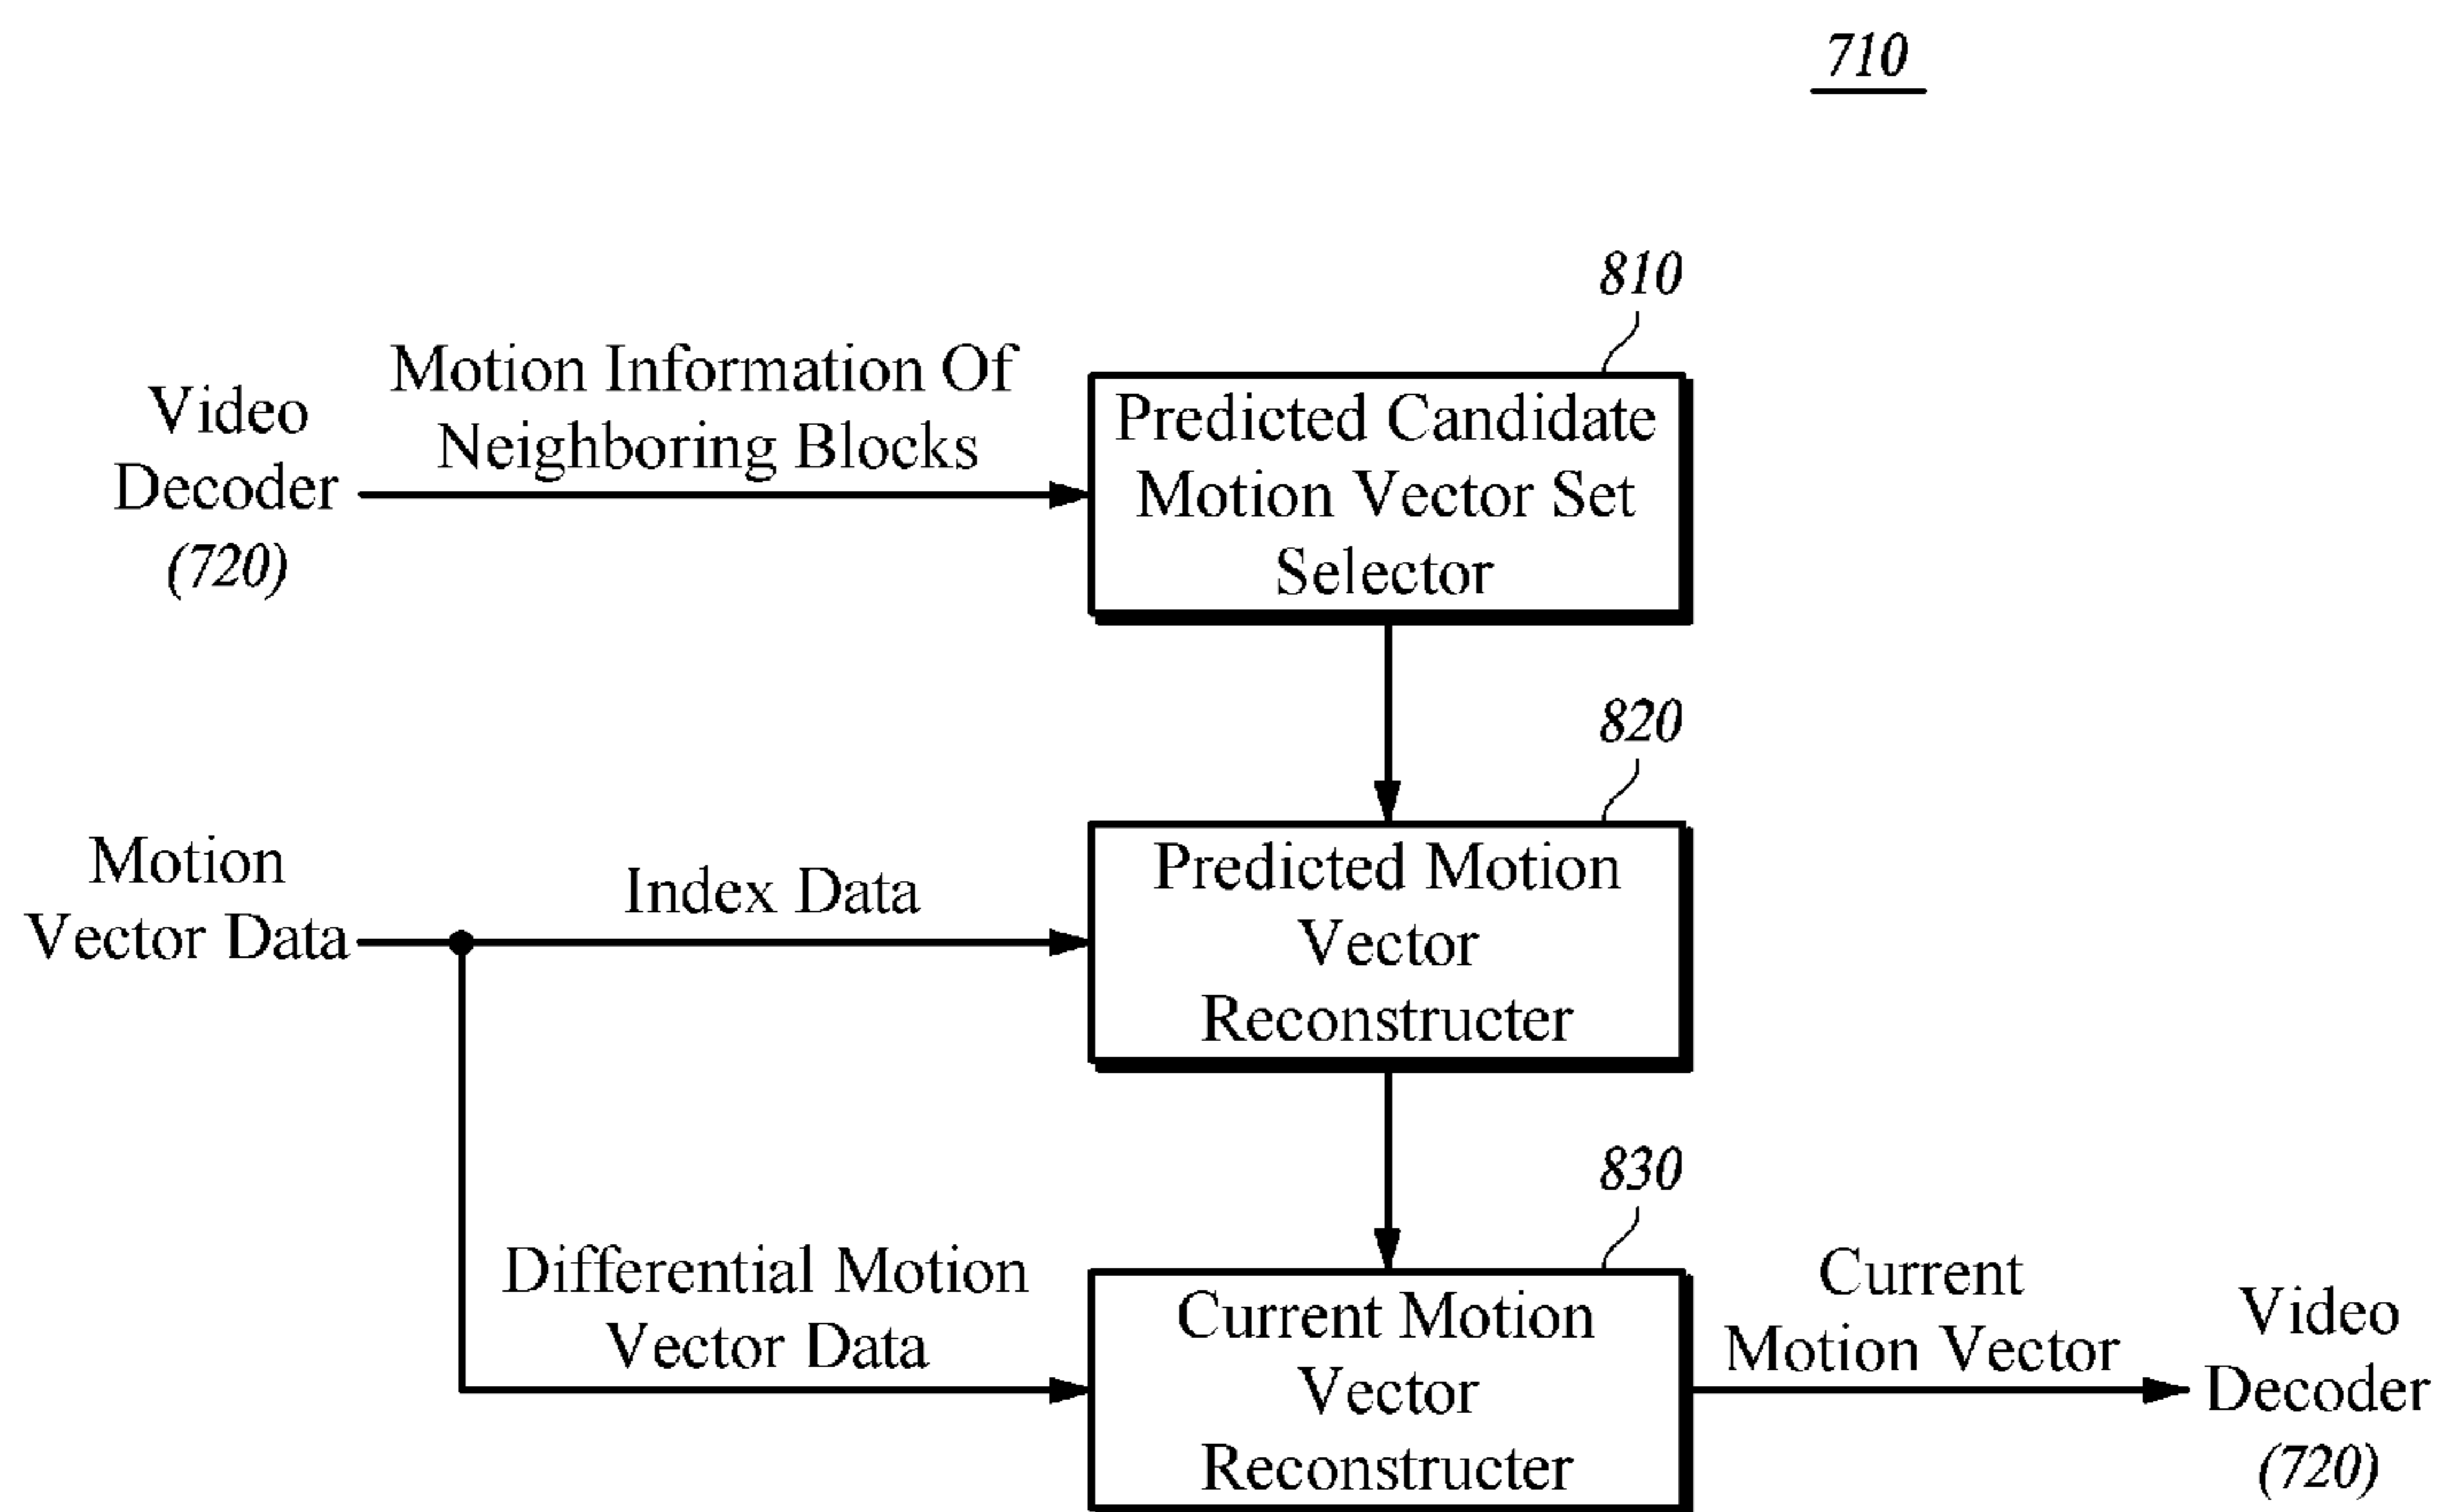 710
810
Motion Information Of
Neighboring Blocks
Video
Decoder
(720)
Predicted Candidate
Motion Vector Set
Selector
820
Motion
Vector Data
Index Data
Predicted Motion
Vector
Reconstructer
830
Differential Motion
Vector Data
Current Motion
Vector
Reconstructer
Current
Motion Vector
Video
Decoder
(720)